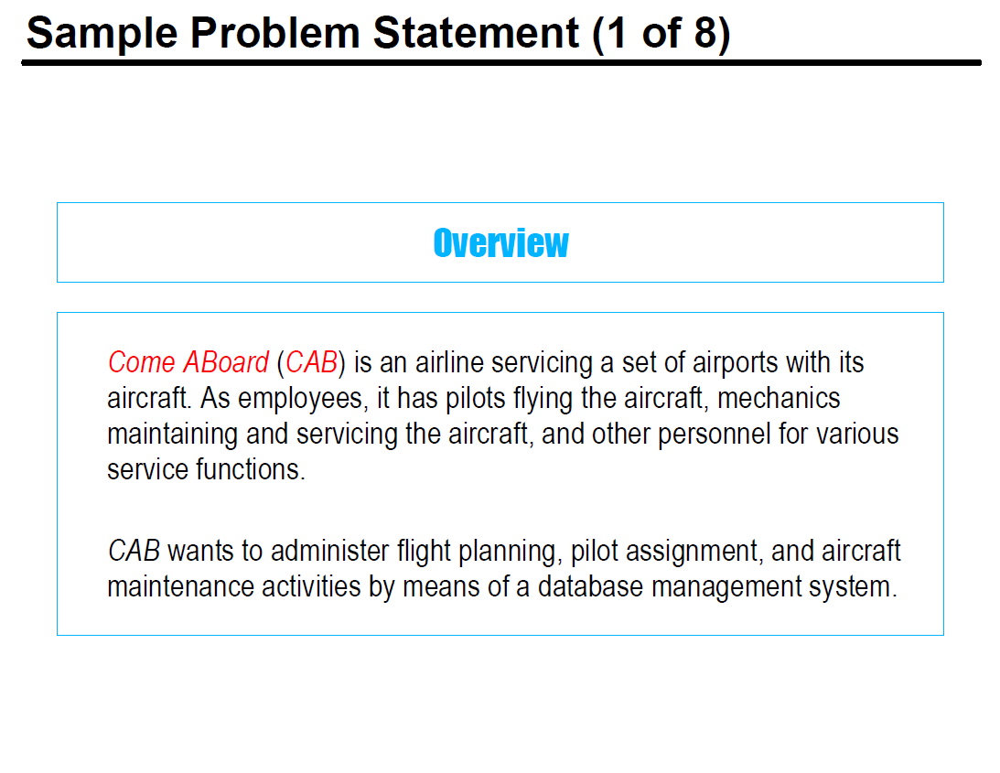 Sample Problem Statement (1 of 8)
Overview
Come ABoard (CAB) is an airline servicing a set of airports with its
aircraft. As employees, it has pilots flying the aircraft, mechanics
maintaining and servicing the aircraft, and other personnel for various
service functions.
CAB wants to administer flight planning, pilot assignment, and aircraft
maintenance activities by means of a database management system.